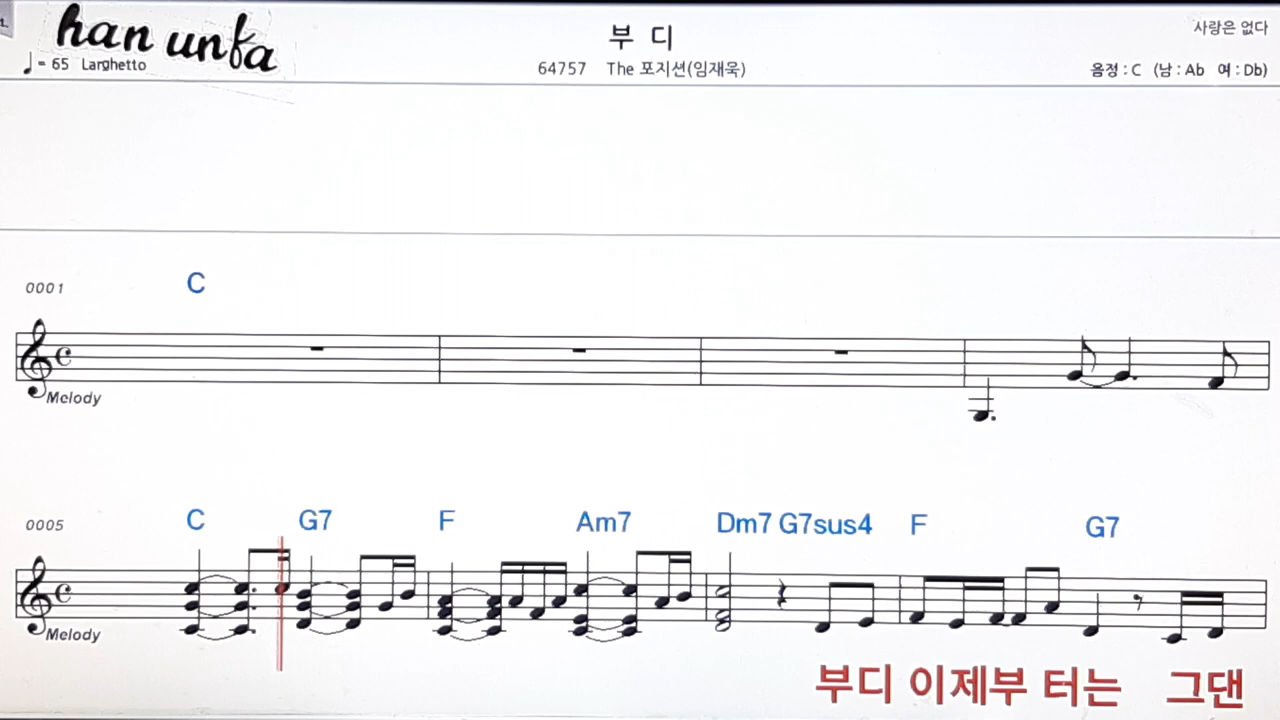 han unfa
부 디
사랑은 없다
♩= 65 Larghetto
64757 The 포지션(임재욱)
음정 : C (남 : Ab 여 : Db)
0001 C
Melody
0005 C G7 F Am7 Dm7 G7sus4 F G7
Melody
부디 이제부 터는 그댄